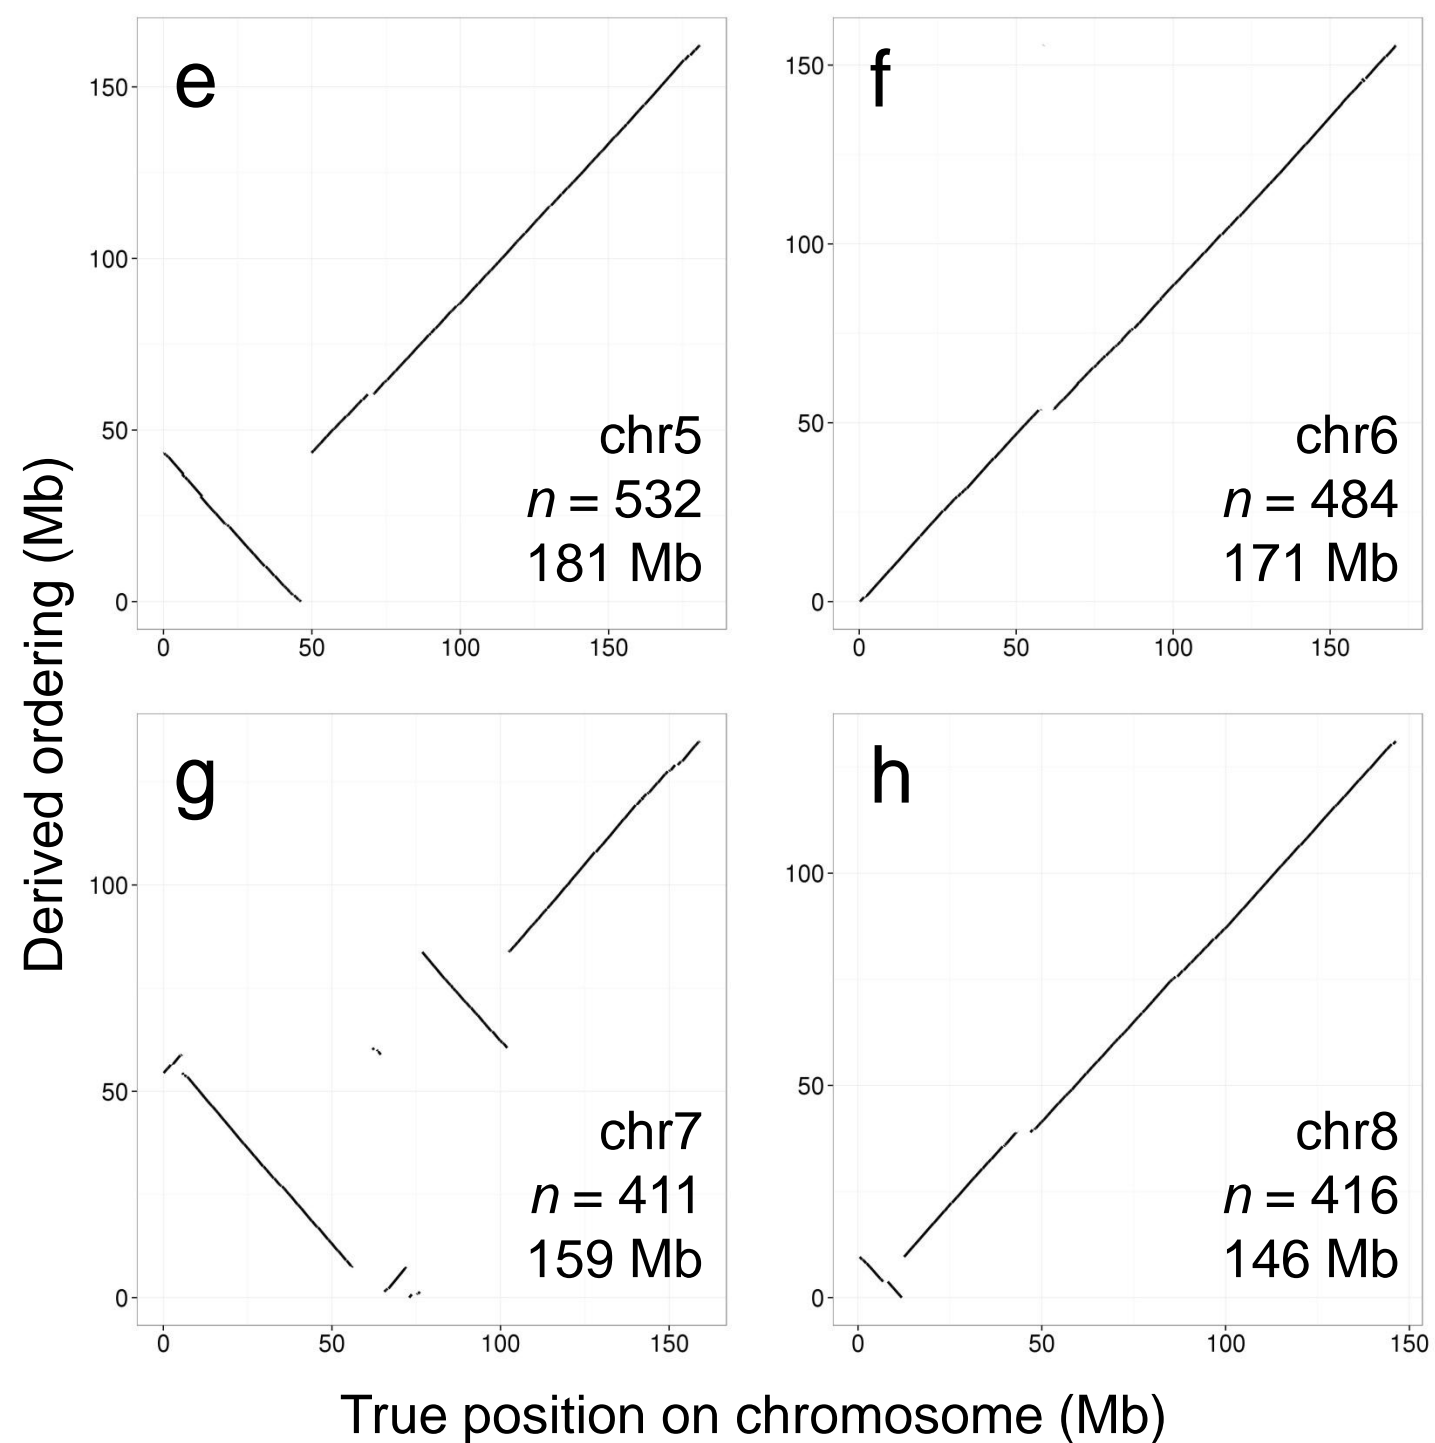 e
150
100
50
0
0 50 100 150
chr5
n = 532
181 Mb
f
150
100
50
0
0 50 100 150
chr6
n = 484
171 Mb
g
100
50
0
0 50 100 150
chr7
n = 411
159 Mb
h
100
50
0
0 50 100 150
chr8
n = 416
146 Mb
Derived ordering (Mb)
True position on chromosome (Mb)